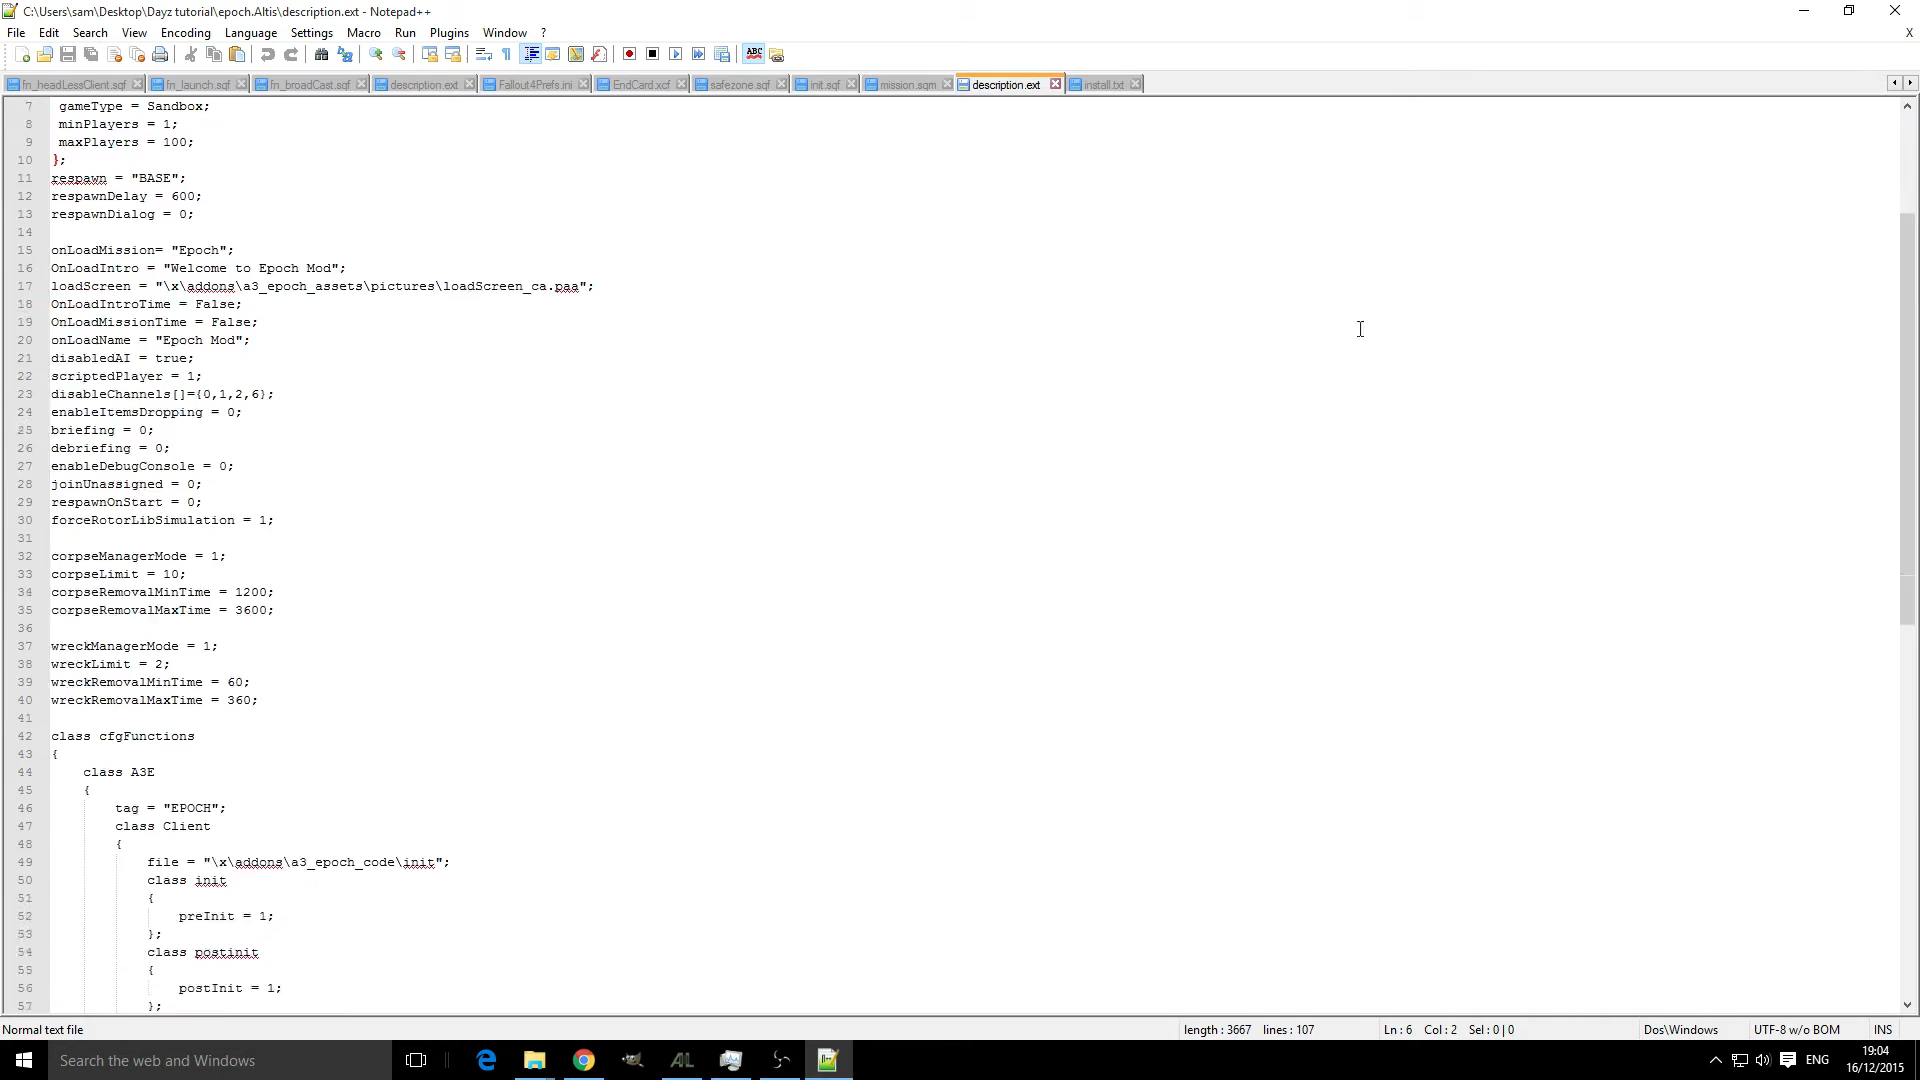 C:\Users\sam\Desktop\Dayz tutorial\epoch.Altis\description.ext - Notepad++
File Edit Search View Encoding Language Settings Macro Run Plugins Window ? X
fn_headLessClient.sqf fn_launch.sqf fn_broadCast.sqf description.ext Fallout4Prefs.ini EndCard.xcf safezone.sqf init.sqf mission.sqm description.ext install.txt
7 gameType = Sandbox;
8 minPlayers = 1;
9 maxPlayers = 100;
10 };
11 respawn = "BASE";
12 respawnDelay = 600;
13 respawnDialog = 0;
14
15 onLoadMission= "Epoch";
16 OnLoadIntro = "Welcome to Epoch Mod";
17 loadScreen = "\x\addons\a3_epoch_assets\pictures\loadScreen_ca.paa";
18 OnLoadIntroTime = False;
19 OnLoadMissionTime = False;
20 onLoadName = "Epoch Mod";
21 disabledAI = true;
22 scriptedPlayer = 1;
23 disableChannels[]={0,1,2,6};
24 enableItemsDropping = 0;
25 briefing = 0;
26 debriefing = 0;
27 enableDebugConsole = 0;
28 joinUnassigned = 0;
29 respawnOnStart = 0;
30 forceRotorLibSimulation = 1;
31
32 corpseManagerMode = 1;
33 corpseLimit = 10;
34 corpseRemovalMinTime = 1200;
35 corpseRemovalMaxTime = 3600;
36
37 wreckManagerMode = 1;
38 wreckLimit = 2;
39 wreckRemovalMinTime = 60;
40 wreckRemovalMaxTime = 360;
41
42 class cfgFunctions
43 {
44 class A3E
45 {
46 tag = "EPOCH";
47 class Client
48 {
49 file = "\x\addons\a3_epoch_code\init";
50 class init
51 {
52 preInit = 1;
53 };
54 class postinit
55 {
56 postInit = 1;
57 };
Normal text file length : 3667 lines : 107 Ln : 6 Col : 2 Sel : 0 | 0 Dos\Windows UTF-8 w/o BOM INS
Search the web and Windows
ENG
19:04
16/12/2015